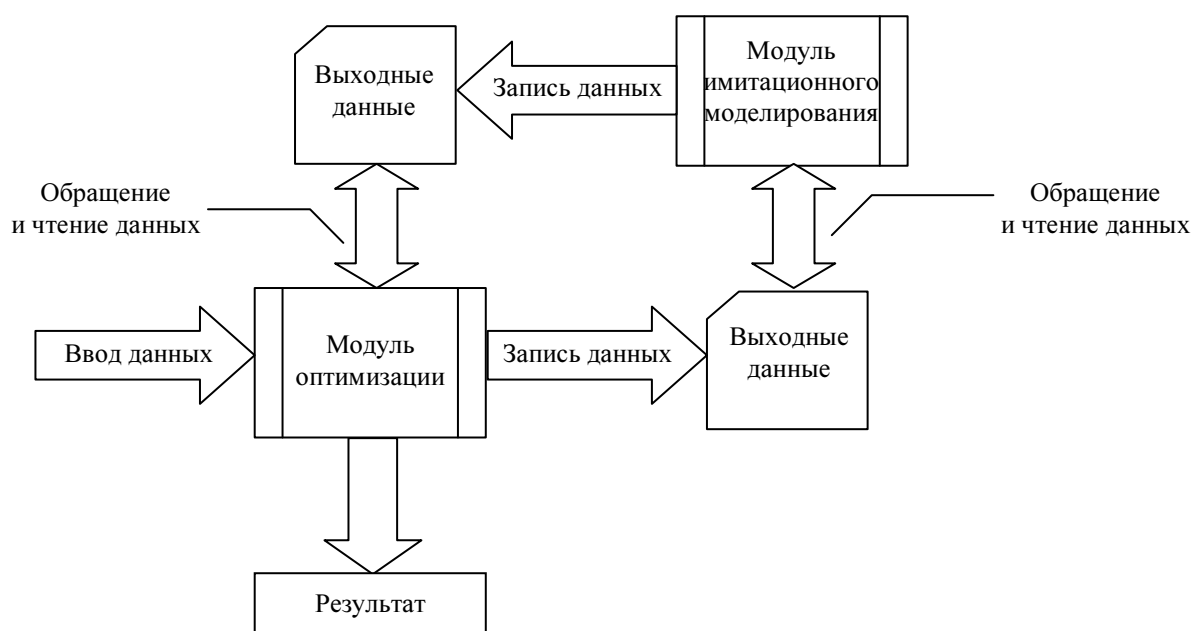 Выходные
данные
Запись данных
Модуль
имитационного
моделирования
Обращение
и чтение данных
Обращение
и чтение данных
Ввод данных
Модуль
оптимизации
Запись данных
Выходные
данные
Результат